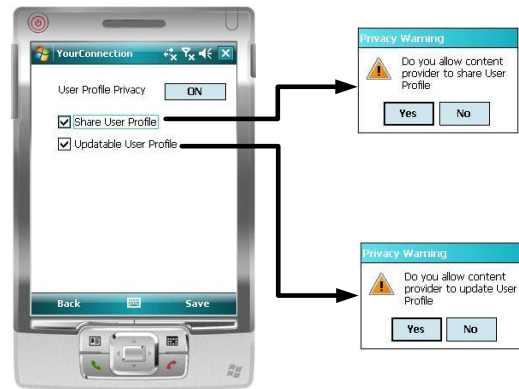 YourConnection
User Profile Privacy ON
Share User Profile
Updatable User Profile
Back Save
Privacy Warning
Do you allow content
provider to share User
Profile
Yes No
Privacy Warning
Do you allow content
provider to update User
Profile
Yes No